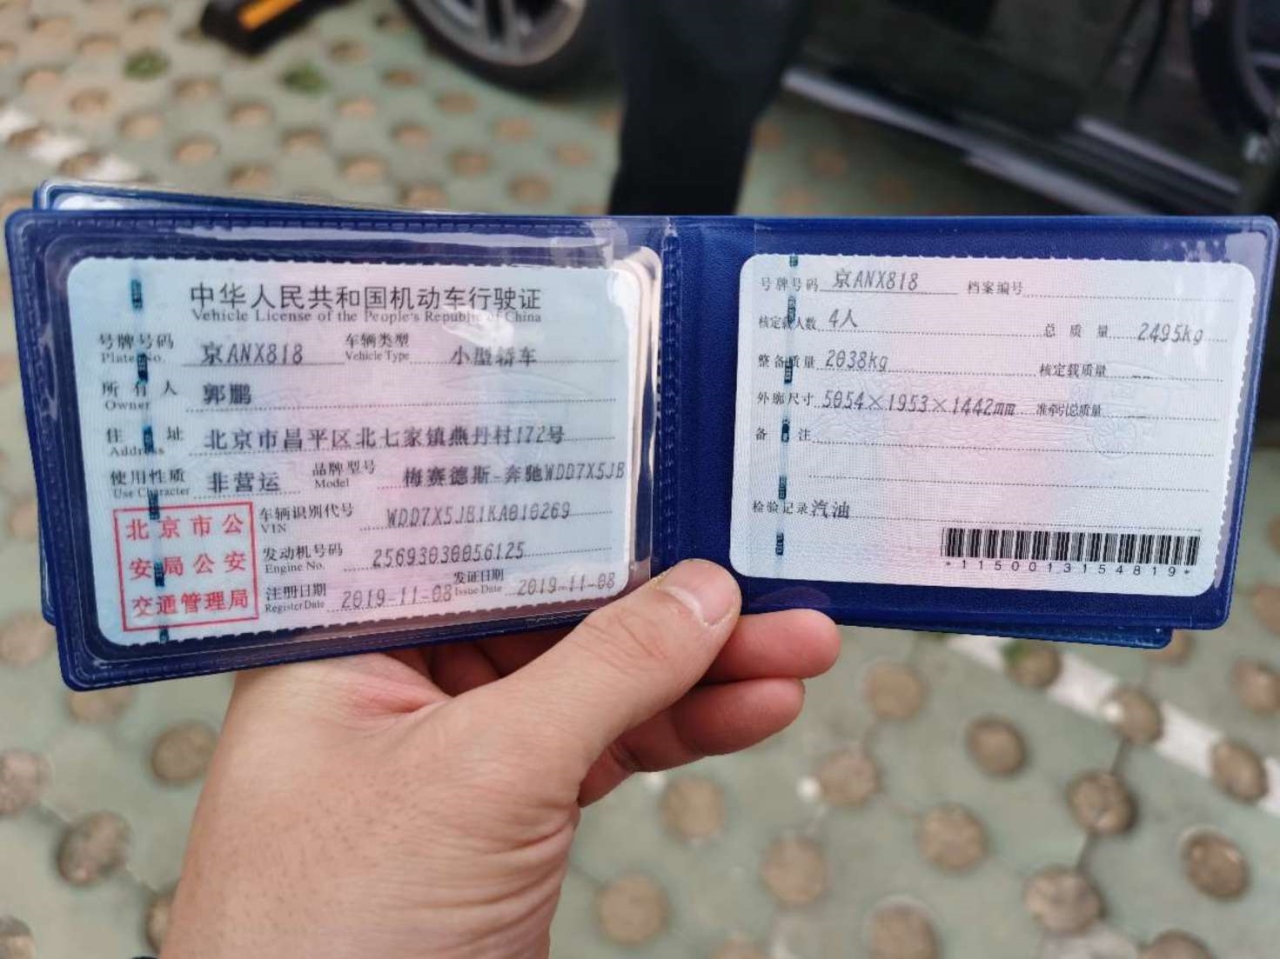 中华人民共和国机动车行驶证
Vehicle License of the People's Republic of China
号牌号码 京ANX818 车辆类型 小型轿车
Plate No. Vehicle Type
所有人 郭鹏
Owner
住址 北京市昌平区北七家镇燕丹村172号
Address
使用性质 非营运 品牌型号 梅赛德斯-奔驰WDD7X5JB
Use Character Model
北京市公
安局公安
交通管理局
车辆识别代号 WDD7X5JB1KA010269
VIN
发动机号码 25693030056125
Engine No.
注册日期 2019-11-08 发证日期 2019-11-08
Register Date Issue Date
号牌号码 京ANX818 档案编号
核定载人数 4人 总质量 2495kg
整备质量 2038kg 核定载质量 --
外廓尺寸 5054×1953×1442mm 准牵引总质量 --
备注
检验记录 汽油
*1150013154819*